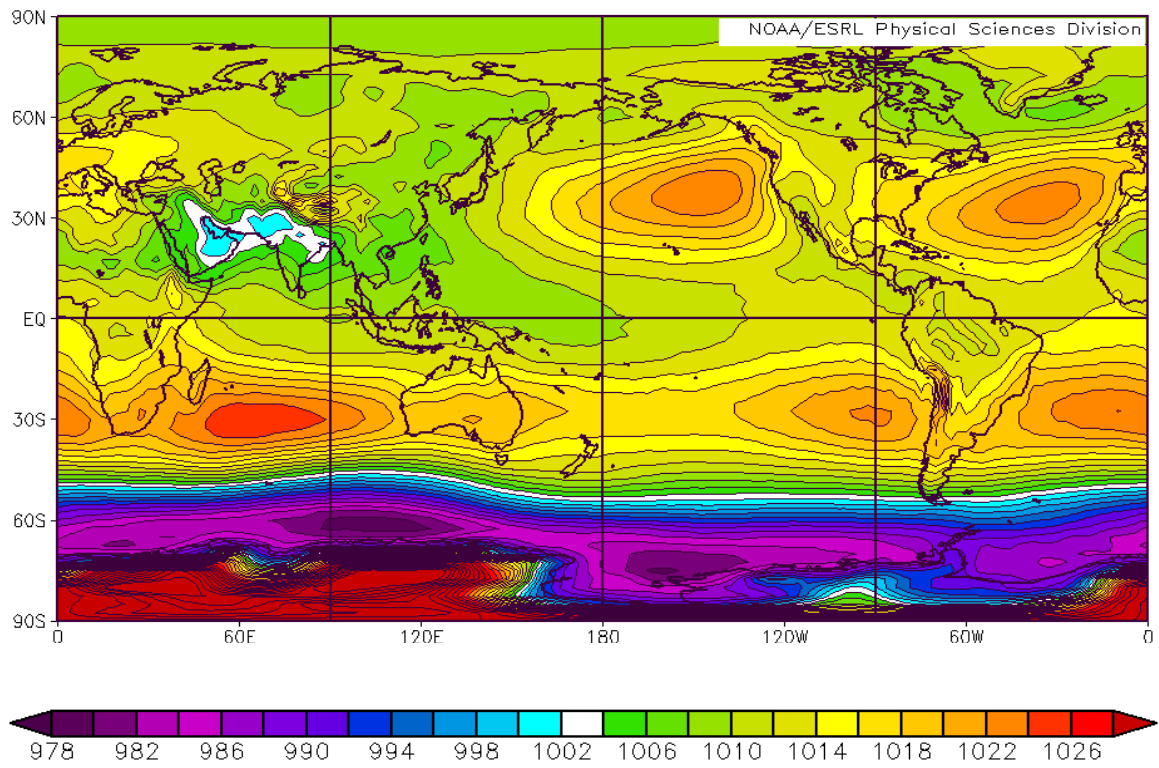 90N
NOAA/ESRL Physical Sciences Division
60N
30N
EQ
30S
60S
90S
0 60E 120E 180 120W 60W 0
978 982 986 990 994 998 1002 1006 1010 1014 1018 1022 1026